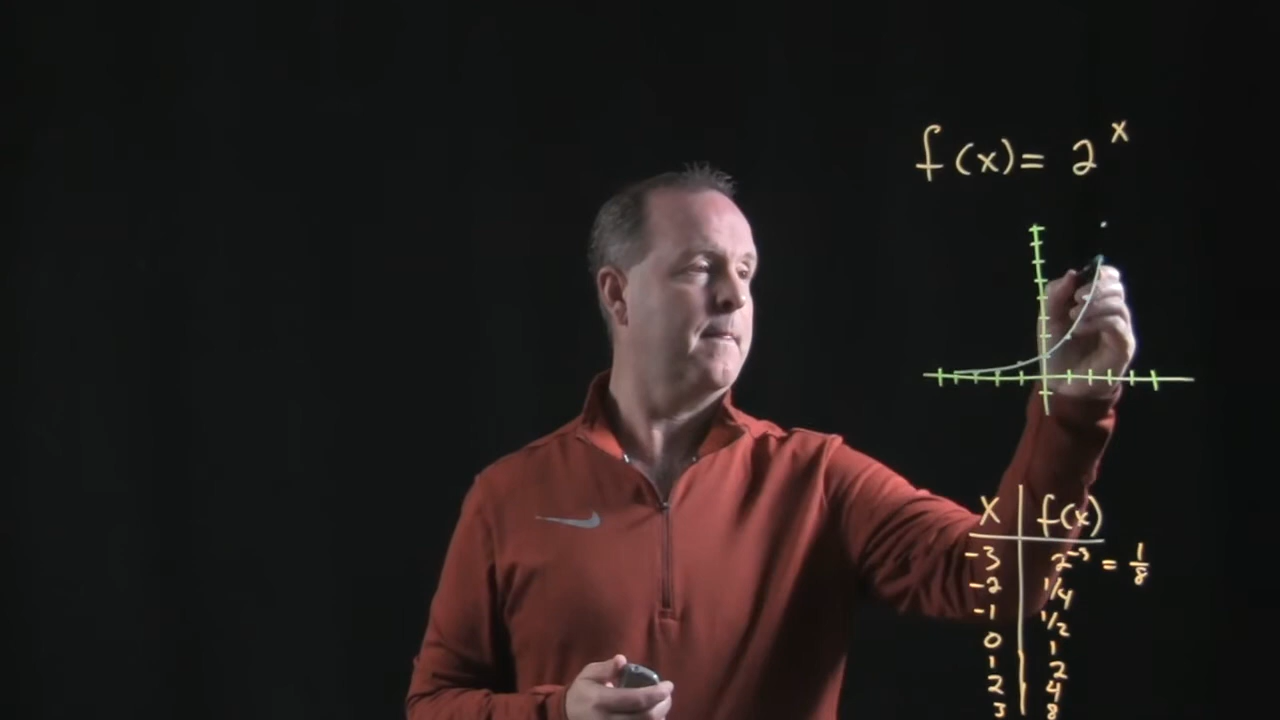 f(x) = 2^x
x | f(x)
-3 | 2^-3 = 1/8
-2 | 1/4
-1 | 1/2
0 | 1
1 | 2
2 | 4
3 | 8